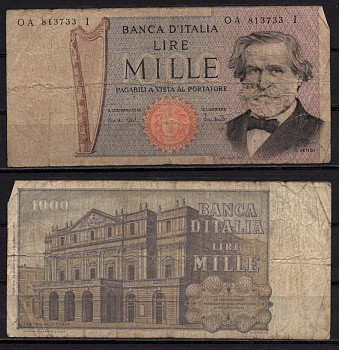 OA 813733 I
OA 813733 I
BANCA D'ITALIA
LIRE
MILLE
PAGABILI A VISTA AL PORTATORE
IL GOVERNATORE
IL CASSIERE
G. VERDI
1000
BANCA
D'ITALIA
LIRE
MILLE